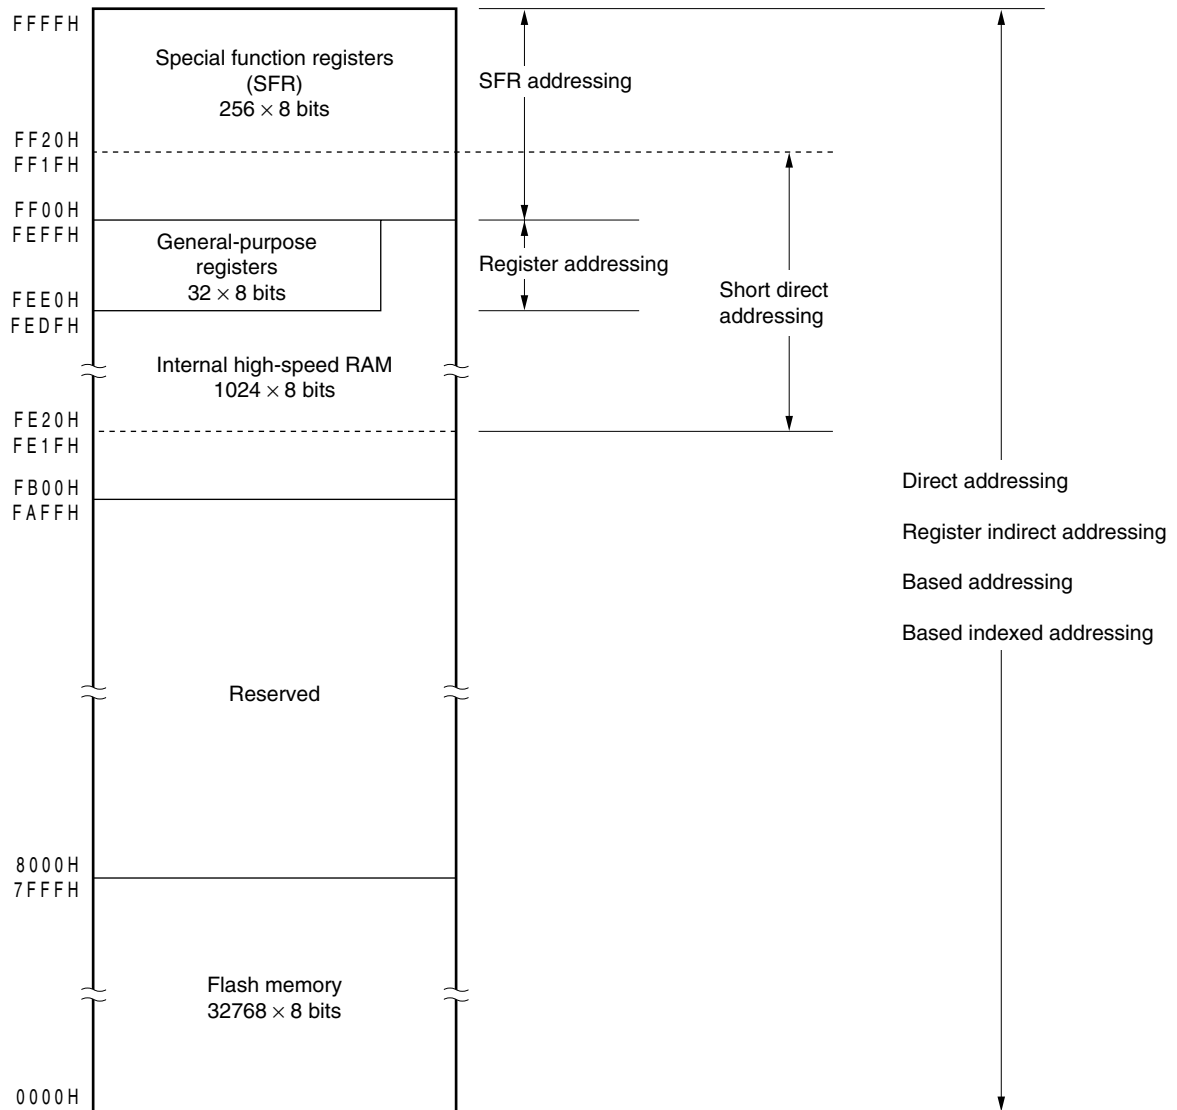 FFFFH
Special function registers
(SFR)
256 × 8 bits
SFR addressing
FF20H
FF1FH
FF00H
FEFFH
General-purpose
registers
32 × 8 bits
Register addressing
Short direct
addressing
FEE0H
FEDFH
Internal high-speed RAM
1024 × 8 bits
FE20H
FE1FH
FB00H
FAFFH
Direct addressing
Register indirect addressing
Based addressing
Based indexed addressing
Reserved
8000H
7FFFH
Flash memory
32768 × 8 bits
0000H